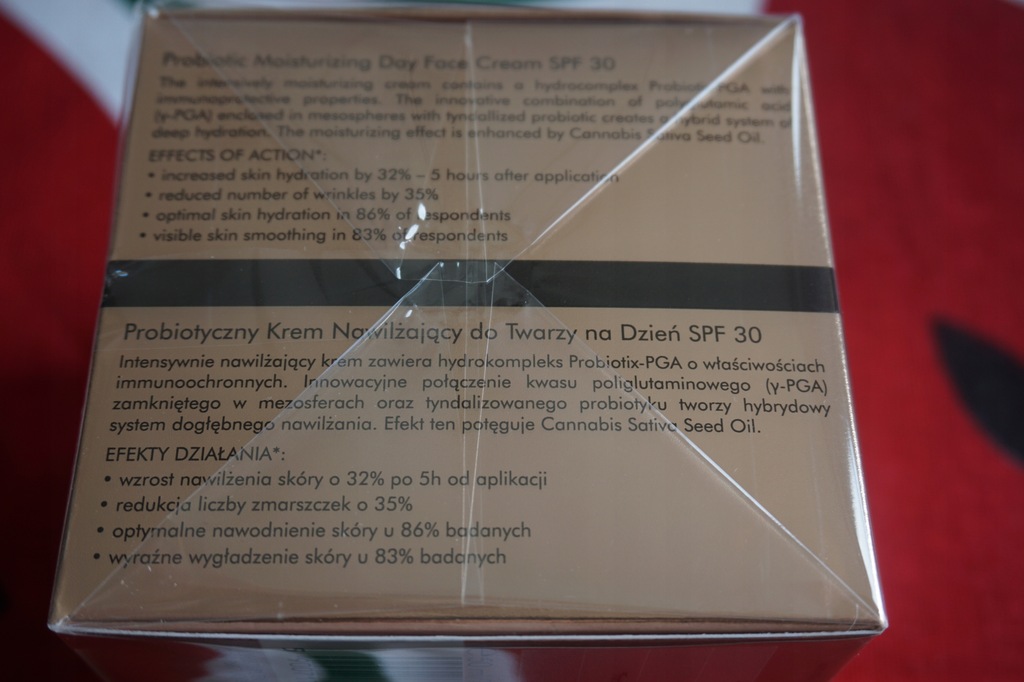 Probiotic Moisturizing Day Face Cream SPF 30
The intensively moisturizing cream contains a hydrocomplex Probiotix-PGA with
immunoprotective properties. The innovative combination of polyglutamic acid
(γ-PGA) enclosed in mesospheres with tyndallized probiotic creates a hybrid system of
deep hydration. The moisturizing effect is enhanced by Cannabis Sativa Seed Oil.
EFFECTS OF ACTION*:
• increased skin hydration by 32% – 5 hours after application
• reduced number of wrinkles by 35%
• optimal skin hydration in 86% of respondents
• visible skin smoothing in 83% of respondents
Probiotyczny Krem Nawilżający do Twarzy na Dzień SPF 30
Intensywnie nawilżający krem zawiera hydrokompleks Probiotix-PGA o właściwościach
immunoochronnych. Innowacyjne połączenie kwasu poliglutaminowego (γ-PGA)
zamkniętego w mezosferach oraz tyndalizowanego probiotyku tworzy hybrydowy
system dogłębnego nawilżania. Efekt ten potęguje Cannabis Sativa Seed Oil.
EFEKTY DZIAŁANIA*:
• wzrost nawilżenia skóry o 32% po 5h od aplikacji
• redukcja liczby zmarszczek o 35%
• optymalne nawodnienie skóry u 86% badanych
• wyraźne wygładzenie skóry u 83% badanych